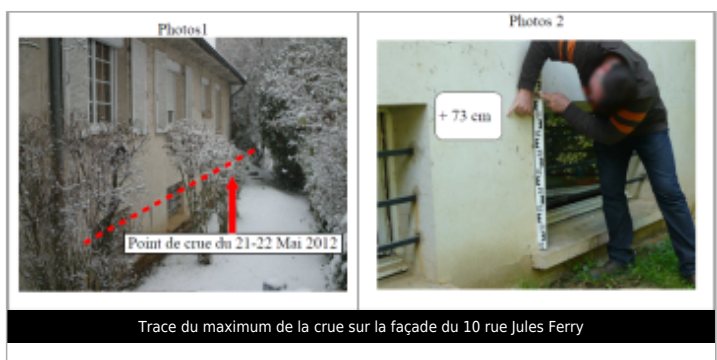 Photos1
Photos 2
+ 73 cm
Point de crue du 21-22 Mai 2012
Trace du maximum de la crue sur la façade du 10 rue Jules Ferry